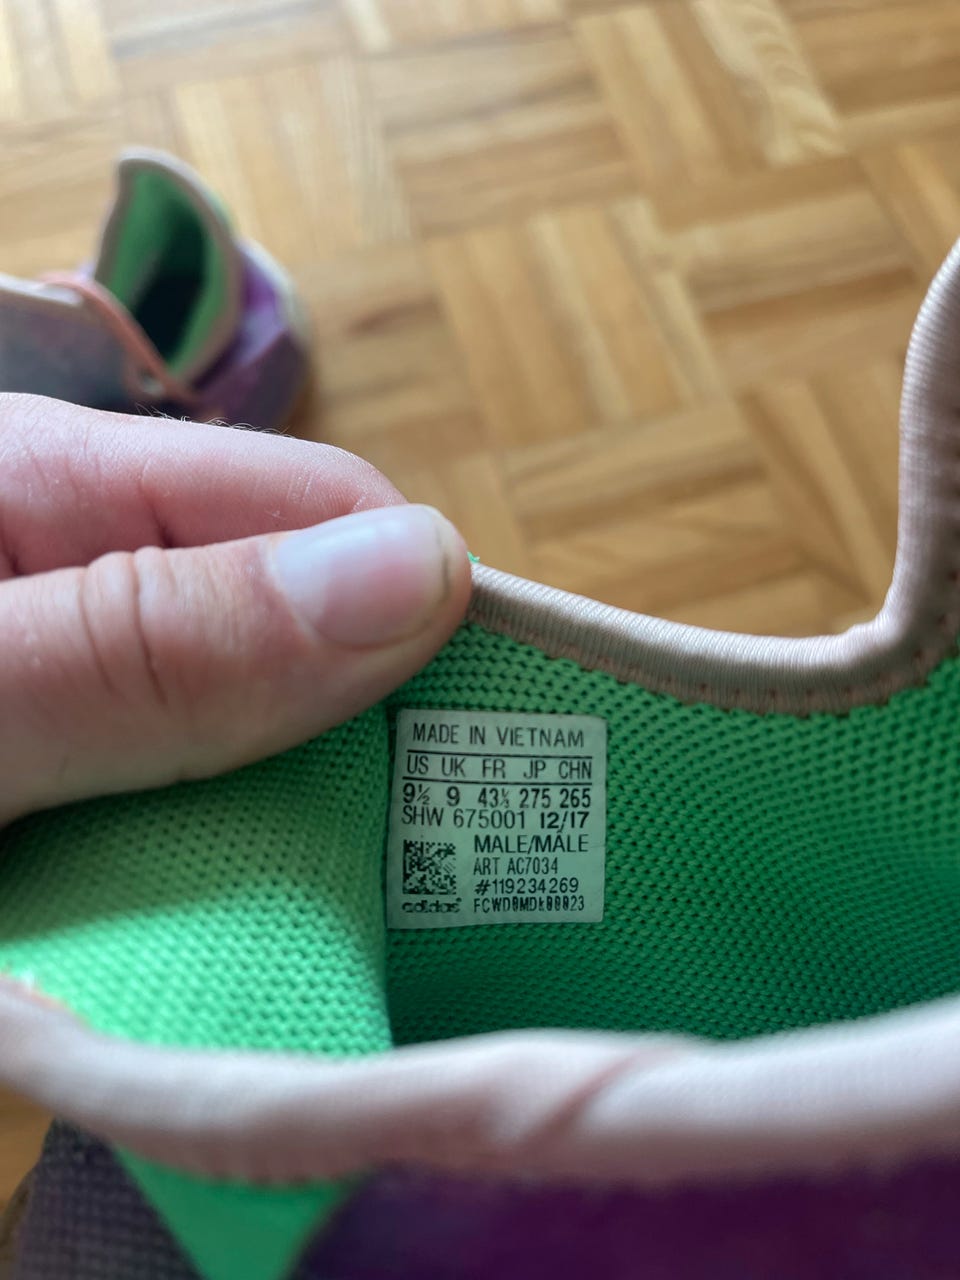 MADE IN VIETNAM
US UK FR JP CHN
9½ 9 43⅓ 275 265
SHW 675001 12/17
MALE/MÂLE
ART AC7034
#119234269
adidas